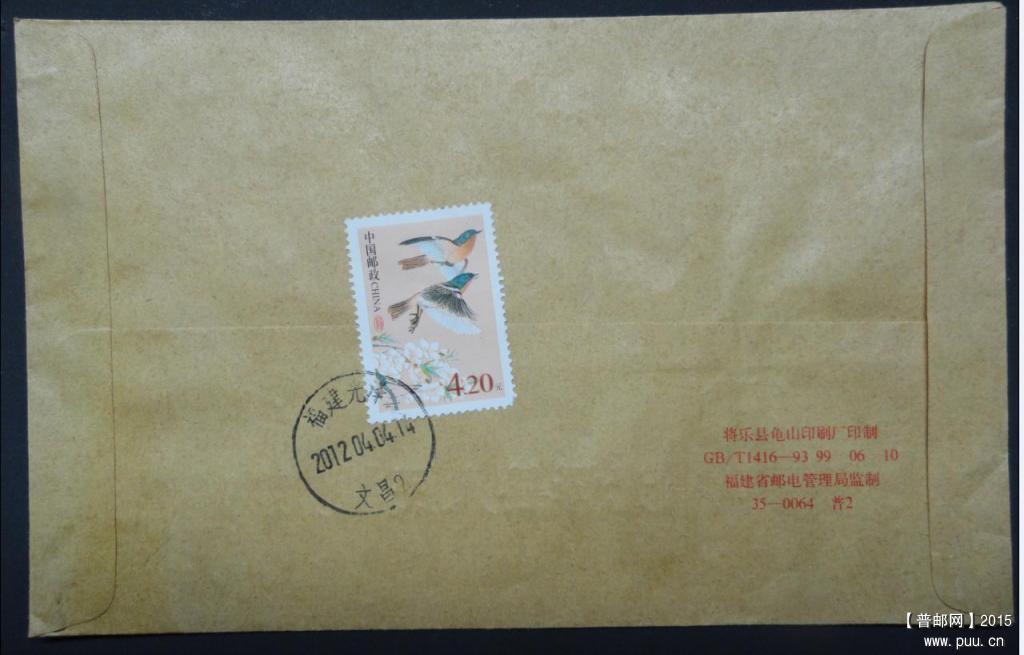 中国邮政 CHINA
4.20元
福建
2012.04.04.14
文昌2
将乐县龟山印刷厂印制
GB/T1416—93 99 06 10
福建省邮电管理局监制
35—0064 普2
【普邮网】2015
www.puu.cn